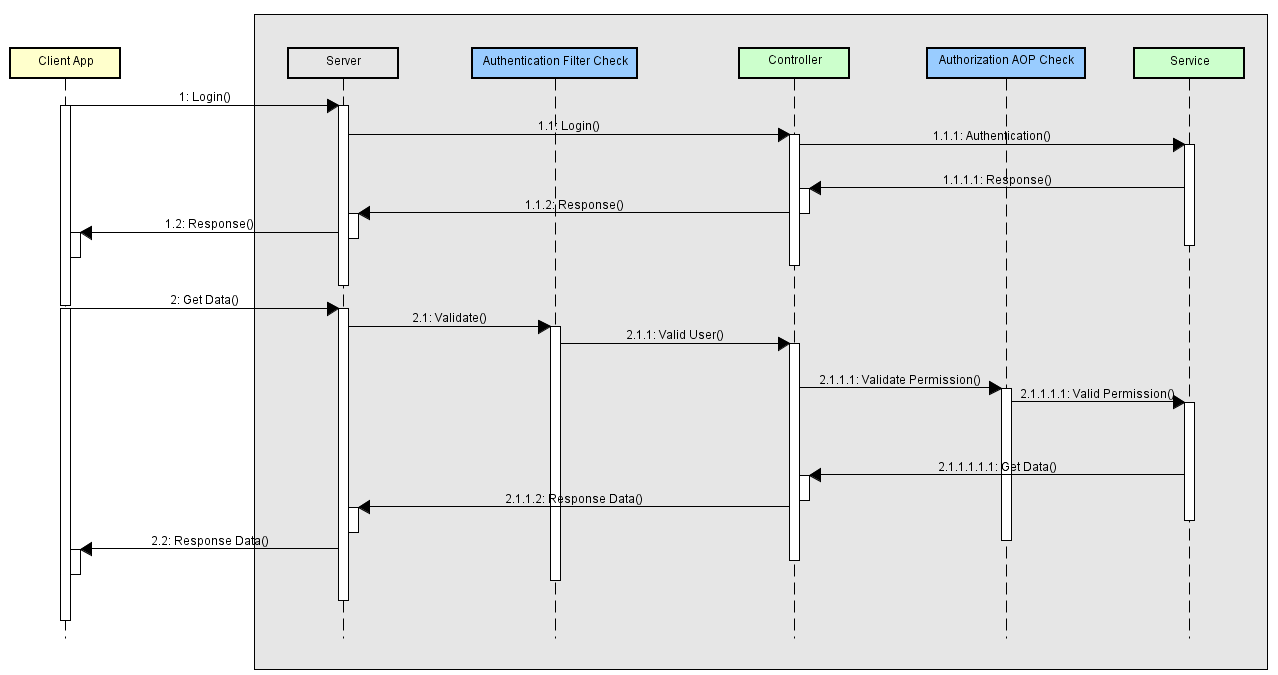 Client App
Server
Authentication Filter Check
Controller
Authorization AOP Check
Service
1: Login()
1.1: Login()
1.1.1: Authentication()
1.1.1.1: Response()
1.1.2: Response()
1.2: Response()
2: Get Data()
2.1: Validate()
2.1.1: Valid User()
2.1.1.1: Validate Permission()
2.1.1.1.1: Valid Permission()
2.1.1.1.1.1: Get Data()
2.1.1.2: Response Data()
2.2: Response Data()